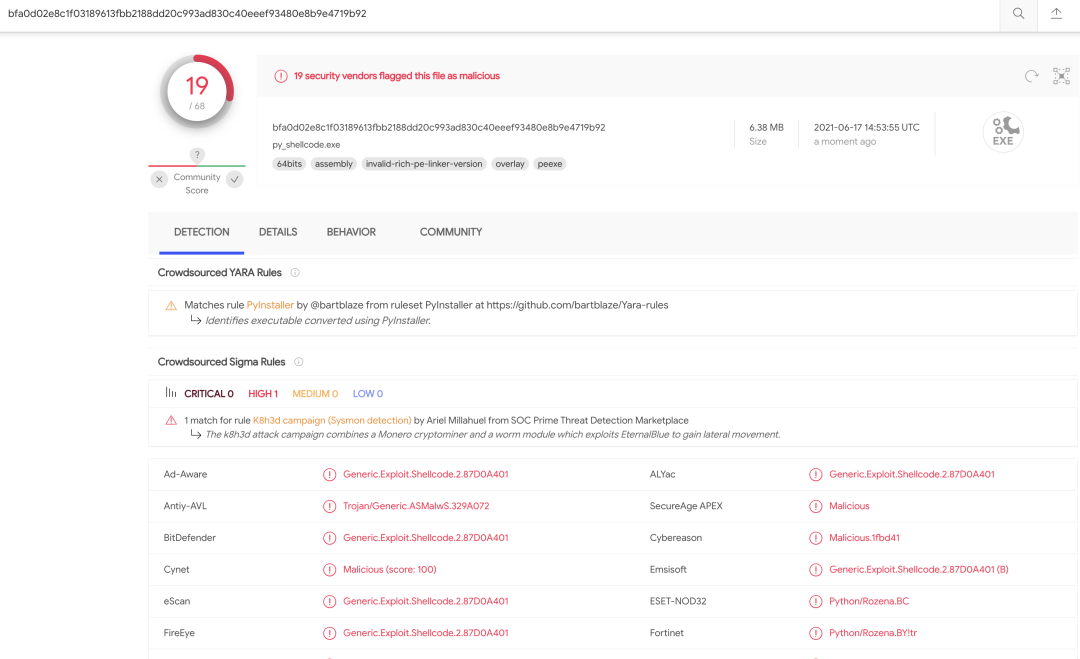 bfa0d02e8c1f03189613fbb2188dd20c993ad830c40eeef93480e8b9e4719b92
19
/ 68
?
Community
Score
19 security vendors flagged this file as malicious
bfa0d02e8c1f03189613fbb2188dd20c993ad830c40eeef93480e8b9e4719b92
py_shellcode.exe
64bits assembly invalid-rich-pe-linker-version overlay peexe
6.38 MB
Size
2021-06-17 14:53:55 UTC
a moment ago
EXE
DETECTION DETAILS BEHAVIOR COMMUNITY
Crowdsourced YARA Rules
Matches rule PyInstaller by @bartblaze from ruleset PyInstaller at https://github.com/bartblaze/Yara-rules
Identifies executable converted using PyInstaller.
Crowdsourced Sigma Rules
CRITICAL 0 HIGH 1 MEDIUM 0 LOW 0
1 match for rule K8h3d campaign (Sysmon detection) by Ariel Millahuel from SOC Prime Threat Detection Marketplace
The k8h3d attack campaign combines a Monero cryptominer and a worm module which exploits EternalBlue to gain lateral movement.
Ad-Aware Generic.Exploit.Shellcode.2.87D0A401 ALYac Generic.Exploit.Shellcode.2.87D0A401
Antiy-AVL Trojan/Generic.ASMalwS.329A072 SecureAge APEX Malicious
BitDefender Generic.Exploit.Shellcode.2.87D0A401 Cybereason Malicious.1fbd41
Cynet Malicious (score: 100) Emsisoft Generic.Exploit.Shellcode.2.87D0A401 (B)
eScan Generic.Exploit.Shellcode.2.87D0A401 ESET-NOD32 Python/Rozena.BC
FireEye Generic.Exploit.Shellcode.2.87D0A401 Fortinet Python/Rozena.BY!tr